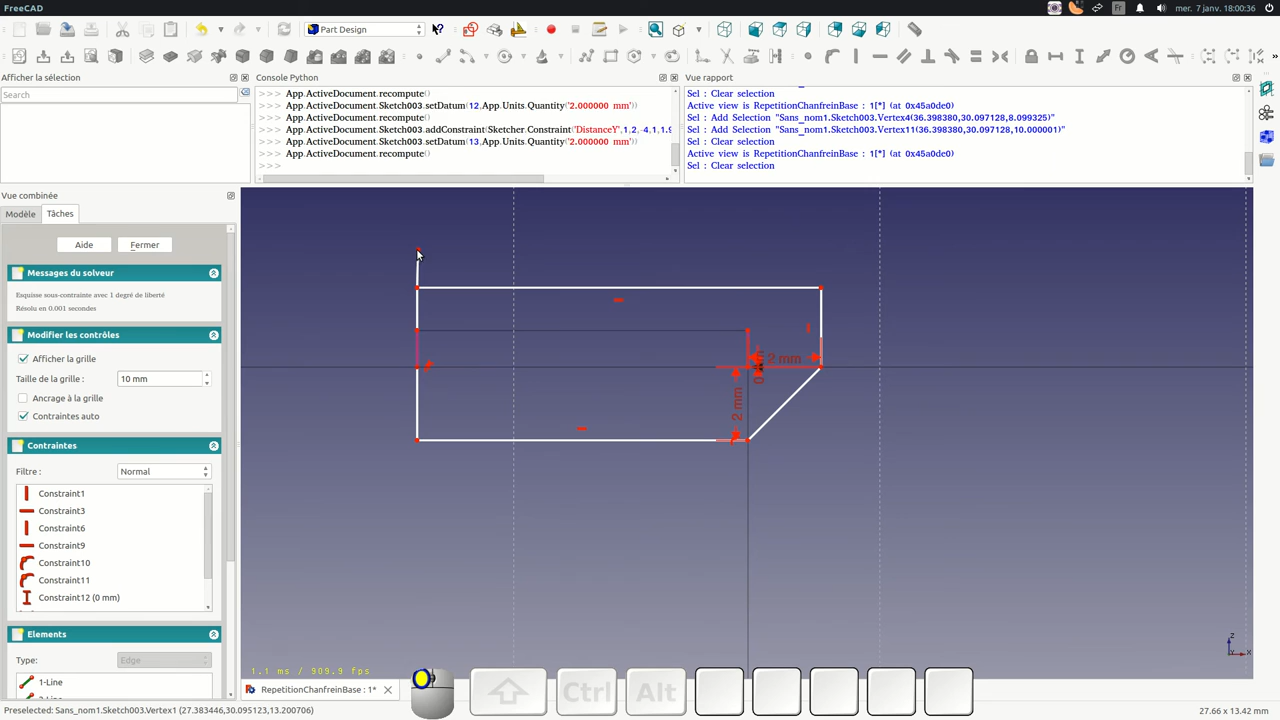 FreeCAD
Fr
mer. 7 janv. 18:00:36
Part Design
Afficher la sélection
Console Python
Vue rapport
Search
>>> App.ActiveDocument.recompute()
>>> App.ActiveDocument.Sketch003.setDatum(12,App.Units.Quantity('2.000000 mm'))
>>> App.ActiveDocument.recompute()
>>> App.ActiveDocument.Sketch003.addConstraint(Sketcher.Constraint('DistanceY',1,2,-4,1,1.9
>>> App.ActiveDocument.Sketch003.setDatum(13,App.Units.Quantity('2.000000 mm'))
>>> App.ActiveDocument.recompute()
>>>
Sel : Clear selection
Active view is RepetitionChanfreinBase : 1[*] (at 0x45a0de0)
Sel : Add Selection "Sans_nom1.Sketch003.Vertex4(36.398380,30.097128,8.099325)"
Sel : Add Selection "Sans_nom1.Sketch003.Vertex11(36.398380,30.097128,10.000001)"
Sel : Clear selection
Active view is RepetitionChanfreinBase : 1[*] (at 0x45a0de0)
Sel : Clear selection
Vue combinée
Modèle
Tâches
Aide
Fermer
Messages du solveur
Esquisse sous-contrainte avec 1 degré de liberté
Résolu en 0.001 secondes
Modifier les contrôles
Afficher la grille
Taille de la grille :
10 mm
Ancrage à la grille
Contraintes auto
Contraintes
Filtre :
Normal
Constraint1
Constraint3
Constraint6
Constraint9
Constraint10
Constraint11
Constraint12 (0 mm)
Elements
Type:
Edge
1-Line
2 mm
2 mm
Z
X
1.1 ms / 909.9 fps
RepetitionChanfreinBase : 1*
Ctrl
Alt
Preselected: Sans_nom1.Sketch003.Vertex1 (27.383446,30.095123,13.200706)
27.66 x 13.42 mm